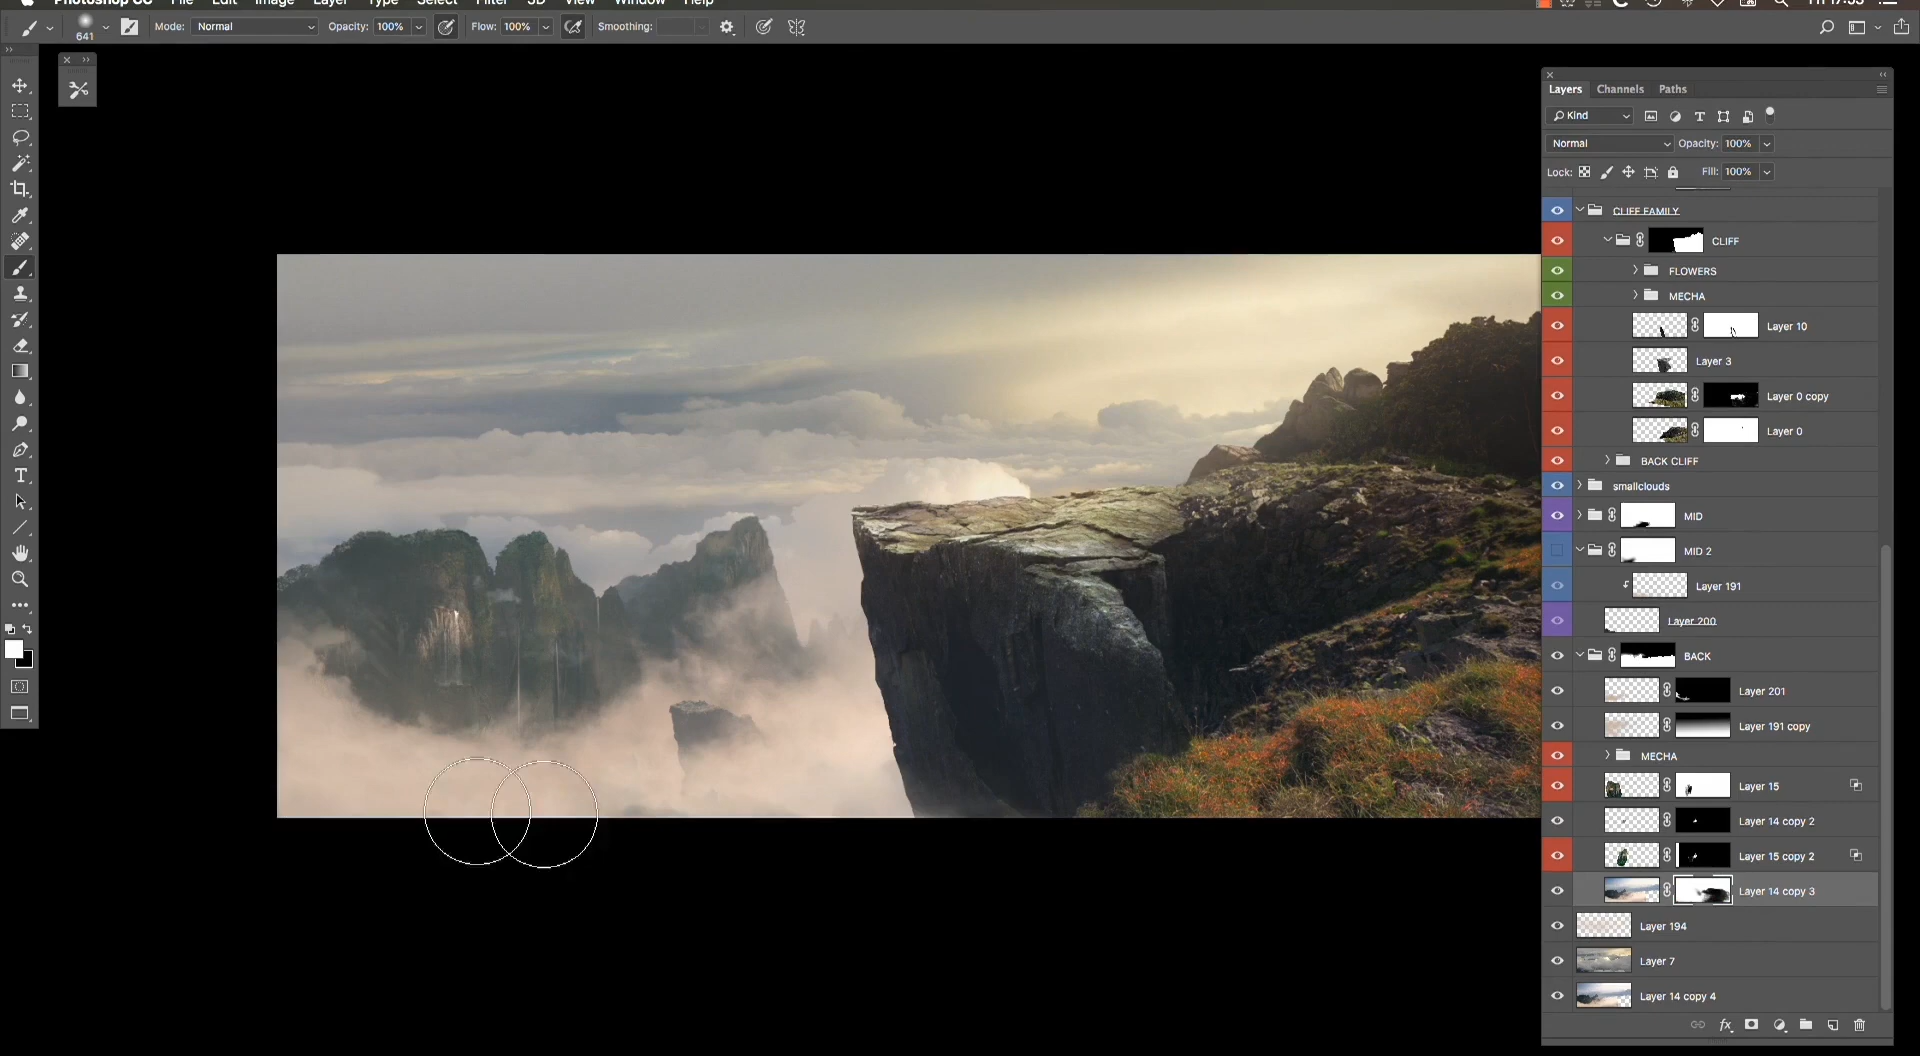 Photoshop CC File Edit Image Layer Type Select Filter 3D View Window Help Fri 17:53
641 Mode: Normal Opacity: 100% Flow: 100% Smoothing:
Layers Channels Paths
Kind
Normal Opacity: 100%
Lock: Fill: 100%
CLIFF FAMILY
CLIFF
FLOWERS
MECHA
Layer 10
Layer 3
Layer 0 copy
Layer 0
BACK CLIFF
smallclouds
MID
MID 2
Layer 191
Layer 200
BACK
Layer 201
Layer 191 copy
MECHA
Layer 15
Layer 14 copy 2
Layer 15 copy 2
Layer 14 copy 3
Layer 194
Layer 7
Layer 14 copy 4
fx